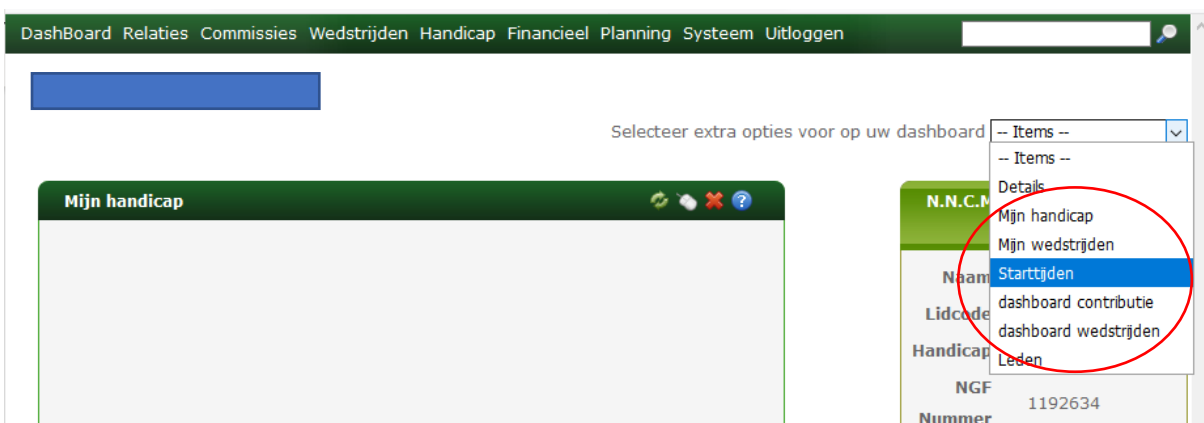 DashBoard Relaties Commissies Wedstrijden Handicap Financieel Planning Systeem Uitloggen
Selecteer extra opties voor op uw dashboard -- Items --
-- Items --
Details
Mijn handicap
Mijn wedstrijden
Starttijden
dashboard contributie
dashboard wedstrijden
Leden
Mijn handicap
N.N.C.M
Naam
Lidcode
Handicap
NGF Nummer
1192634